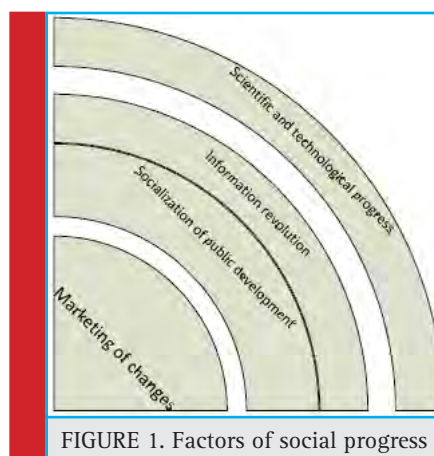 Scientific and technological progress
Information revolution
Socialization of public development
Marketing of changes
FIGURE 1. Factors of social progress